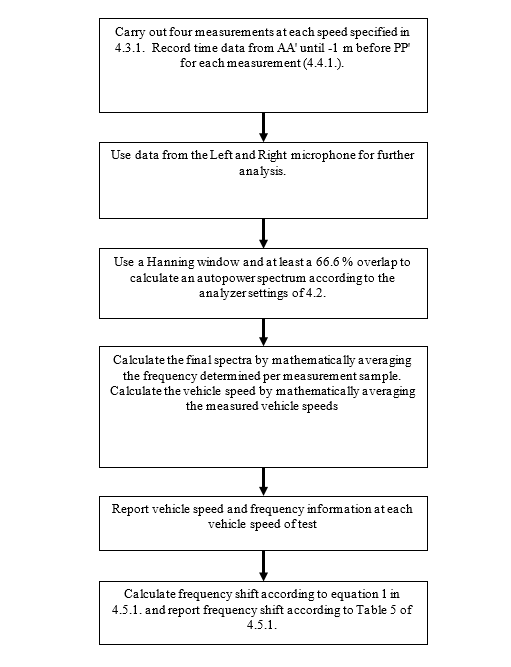 Carry out four measurements at each speed specified in
4.3.1. Record time data from AA' until -1 m before PP'
for each measurement (4.4.1.).
Use data from the Left and Right microphone for further
analysis.
Use a Hanning window and at least a 66.6 % overlap to
calculate an autopower spectrum according to the
analyzer settings of 4.2.
Calculate the final spectra by mathematically averaging
the frequency determined per measurement sample.
Calculate the vehicle speed by mathematically averaging
the measured vehicle speeds
Report vehicle speed and frequency information at each
vehicle speed of test
Calculate frequency shift according to equation 1 in
4.5.1. and report frequency shift according to Table 5 of
4.5.1.